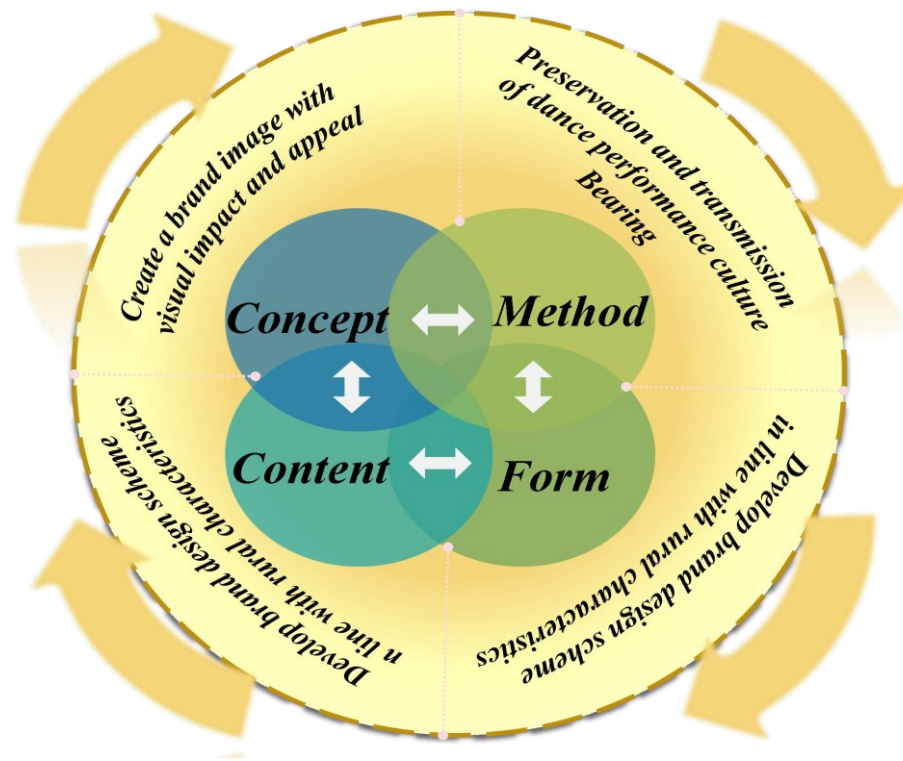 Create a brand image with
visual impact and appeal
Preservation and transmission
of dance performance culture
Bearing
Concept
Method
Content
Form
Develop brand design scheme
n line with rural characteristics
Develop brand design scheme
in line with rural characteristics